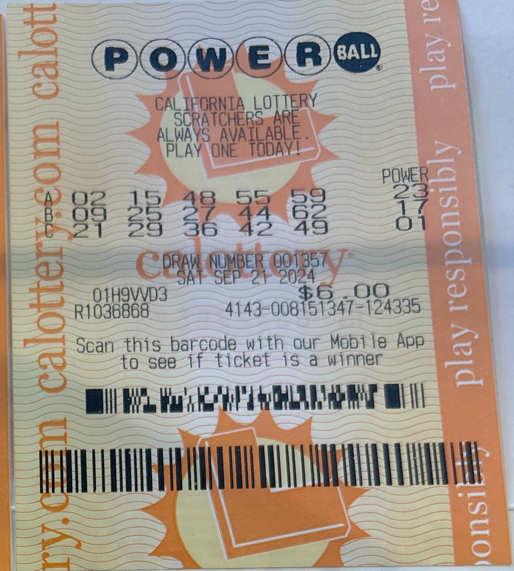 calottery.com calott
ry.com
play re
play responsibly
onsibly
POWER BALL
CALIFORNIA LOTTERY
SCRATCHERS ARE
ALWAYS AVAILABLE.
PLAY ONE TODAY!
POWER
A 02 15 48 55 59 23
B 09 25 27 44 62 17
C 21 29 36 42 49 01
calottery
DRAW NUMBER 001357
SAT SEP 21 2024
01H9VVD3 $6.00
R1036868 4143-008151347-124335
Scan this barcode with our Mobile App
to see if ticket is a winner